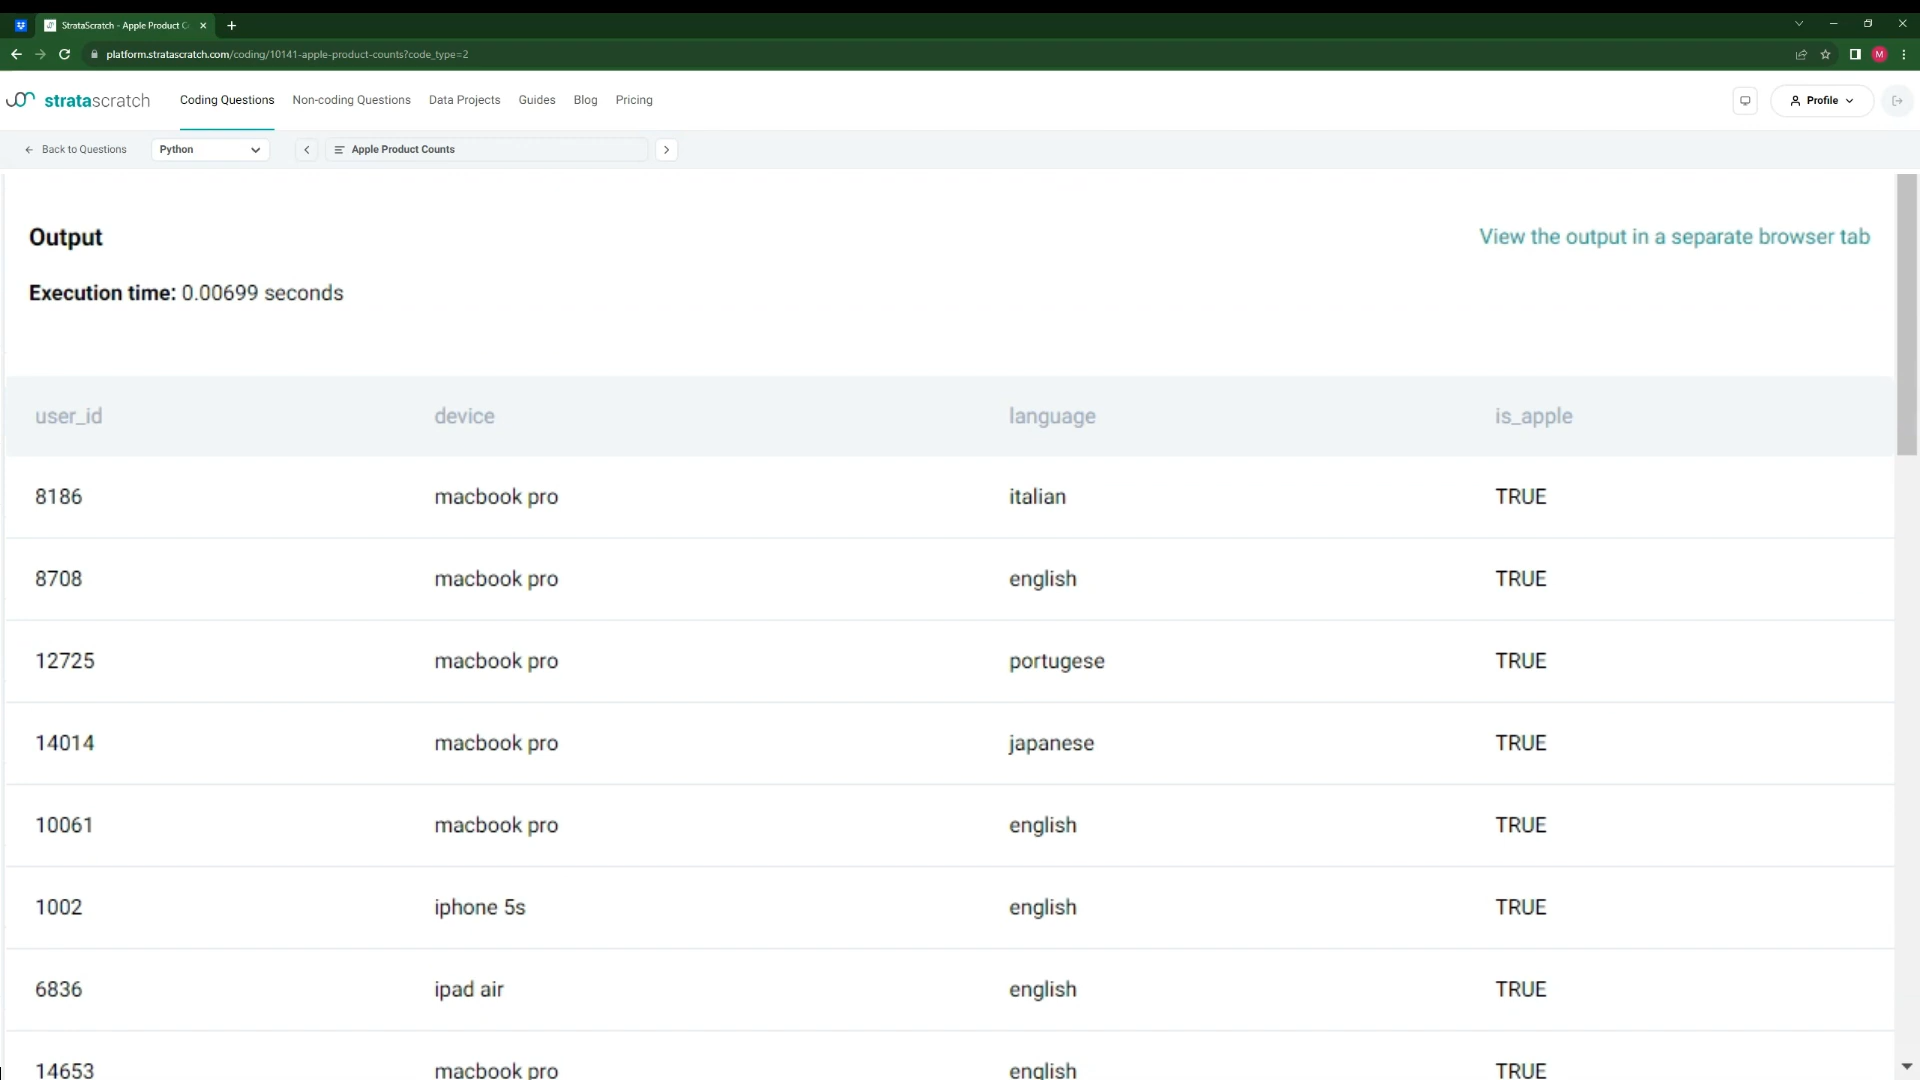 StrataScratch - Apple Product C
platform.stratascratch.com/coding/10141-apple-product-counts?code_type=2
M
stratascratch Coding Questions Non-coding Questions Data Projects Guides Blog Pricing Profile
Back to Questions Python Apple Product Counts
Output View the output in a separate browser tab
Execution time: 0.00699 seconds
user_id device language is_apple
8186 macbook pro italian TRUE
8708 macbook pro english TRUE
12725 macbook pro portugese TRUE
14014 macbook pro japanese TRUE
10061 macbook pro english TRUE
1002 iphone 5s english TRUE
6836 ipad air english TRUE
14653 macbook pro english TRUE